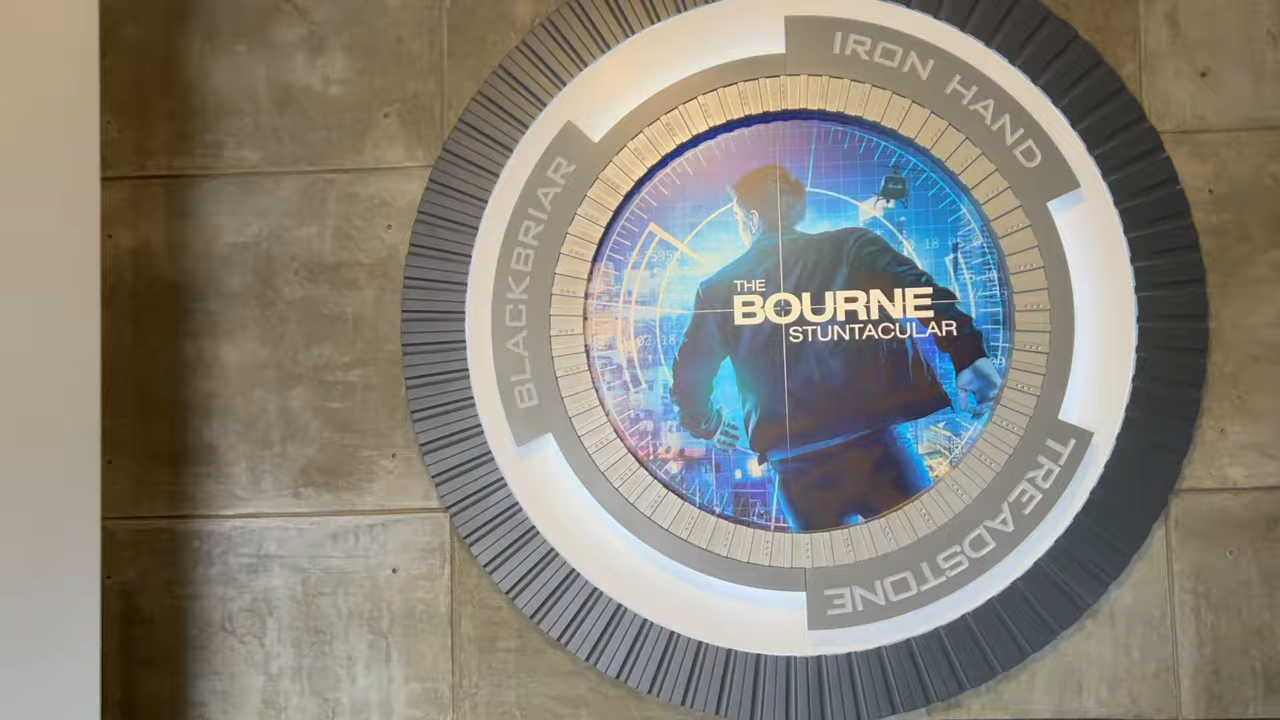 IRON HAND
BLACKBRIAR
THE
BOURNE
STUNTACULAR
TREADSTONE